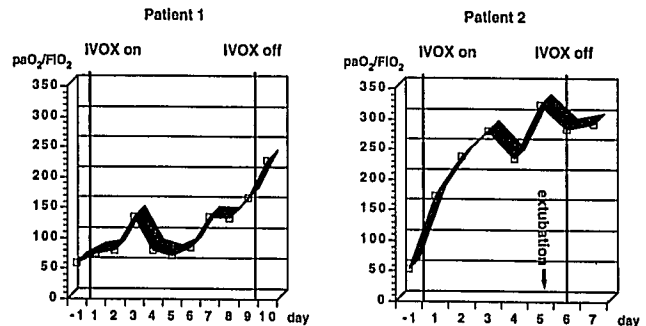 Patient 1
IVOX on
IVOX off
paO2/FIO2
350
300
250
200
150
100
50
0
-1 1 2 3 4 5 6 7 8 9 10 day
Patient 2
IVOX on
IVOX off
paO2/FIO2
350
300
250
200
150
100
50
0
extubation
-1 1 2 3 4 5 6 7 day